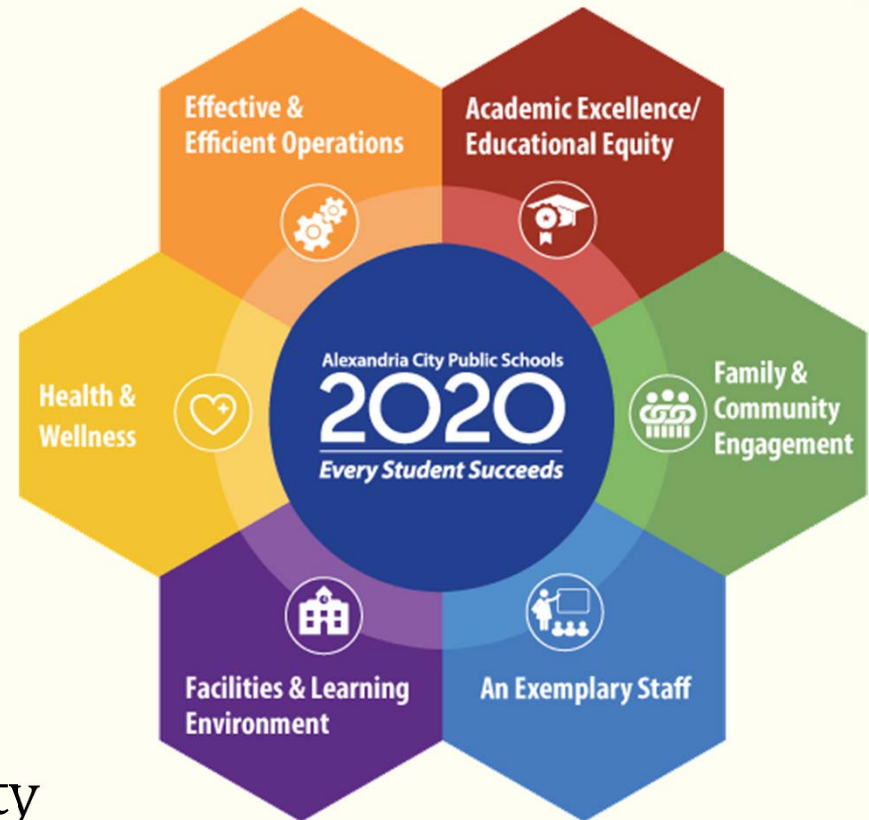 Effective &
Efficient Operations
Academic Excellence/
Educational Equity
Health &
Wellness
Alexandria City Public Schools
2020
Every Student Succeeds
Family &
Community
Engagement
Facilities & Learning
Environment
An Exemplary Staff
ty